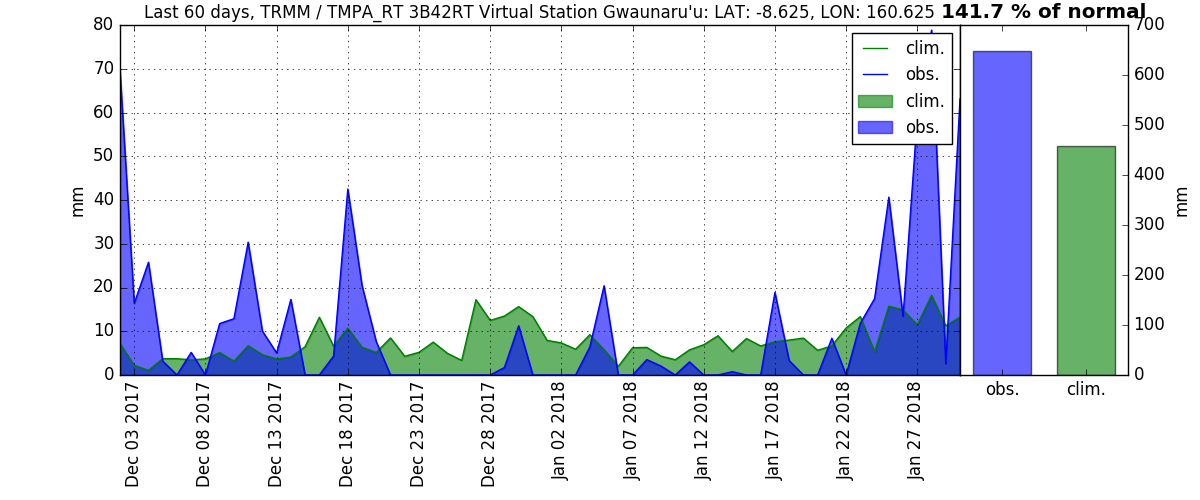 Last 60 days, TRMM / TMPA_RT 3B42RT Virtual Station Gwaunaru'u: LAT: -8.625, LON: 160.625 141.7 % of normal
80
70
60
50
40
30
20
10
0
mm
clim.
obs.
clim.
obs.
Dec 03 2017
Dec 08 2017
Dec 13 2017
Dec 18 2017
Dec 23 2017
Dec 28 2017
Jan 02 2018
Jan 07 2018
Jan 12 2018
Jan 17 2018
Jan 22 2018
Jan 27 2018
700
600
500
400
300
200
100
0
mm
obs.
clim.